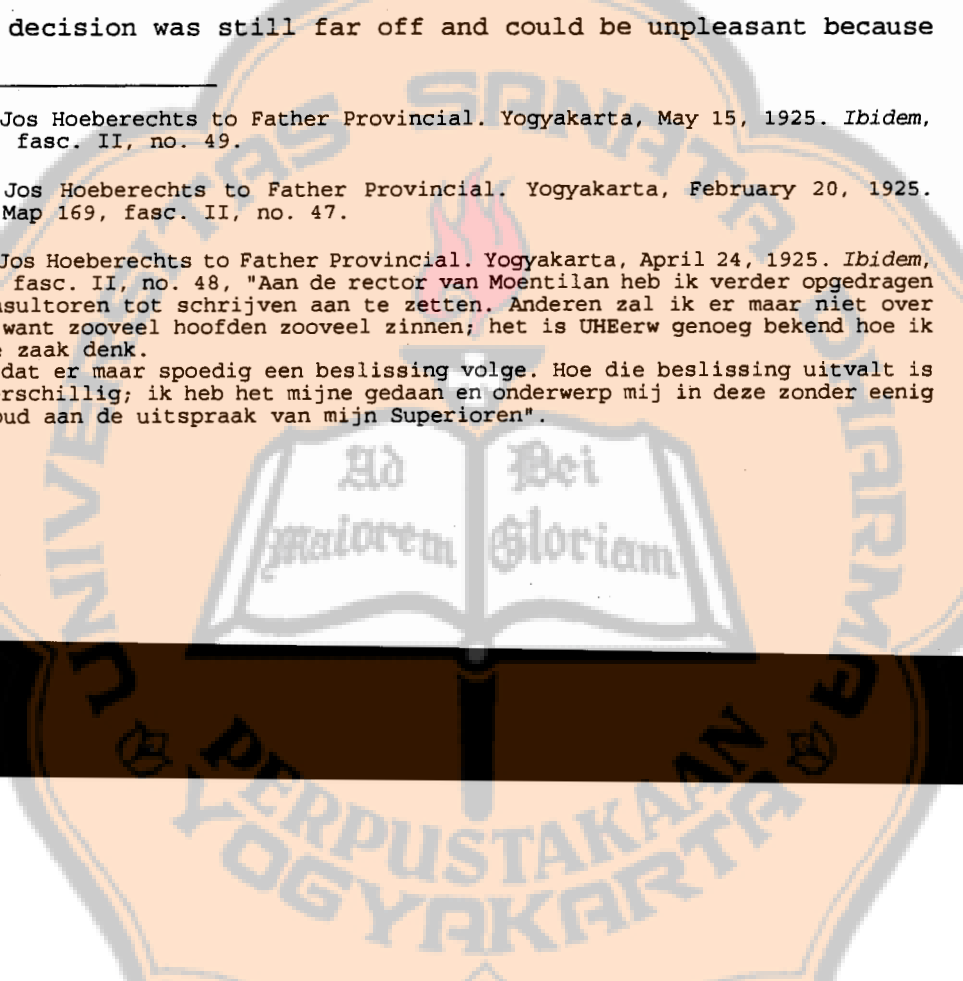 decision was still far off and could be unpleasant because
Jos Hoeberechts to Father Provincial. Yogyakarta, May 15, 1925. Ibidem,
fasc. II, no. 49.
Jos Hoeberechts to Father Provincial. Yogyakarta, February 20, 1925.
Map 169, fasc. II, no. 47.
Jos Hoeberechts to Father Provincial. Yogyakarta, April 24, 1925. Ibidem,
fasc. II, no. 48, "Aan de rector van Moentilan heb ik verder opgedragen
nsultoren tot schrijven aan te zetten. Anderen zal ik er maar niet over
want zooveel hoofden zooveel zinnen; het is UHEerw genoeg bekend hoe ik
e zaak denk.
dat er maar spoedig een beslissing volge. Hoe die beslissing uitvalt is
rschillig; ik heb het mijne gedaan en onderwerp mij in deze zonder eenig
oud aan de uitspraak van mijn Superioren".
UNIVERSITAS SANATA DHARMA
Ad Dei
maiorem Gloriam
PERPUSTAKAAN
YOGYAKARTA